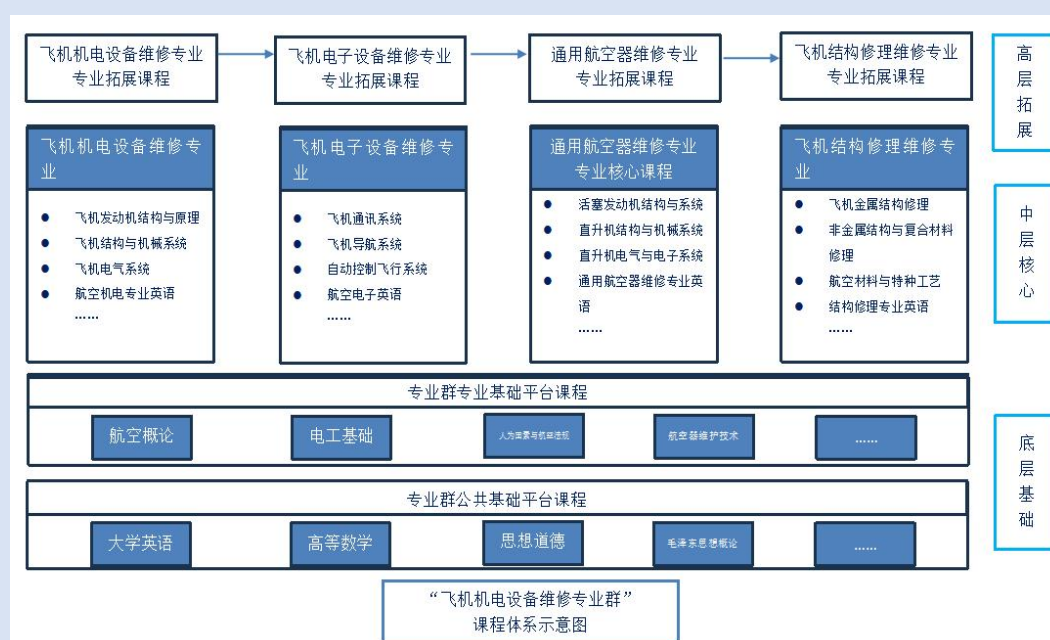 飞机机电设备维修专业
专业拓展课程
飞机电子设备维修专业
专业拓展课程
通用航空器维修专业
专业拓展课程
飞机结构修理维修专业
专业拓展课程
高
层
拓
展
飞机机电设备维修专
业
飞机发动机结构与原理
飞机结构与机械系统
飞机电气系统
航空机电专业英语
……
飞机电子设备维修专
业
飞机通讯系统
飞机导航系统
自动控制飞行系统
航空电子英语
……
通用航空器维修专业
专业核心课程
活塞发动机结构与系统
直升机结构与机械系统
直升机电气与电子系统
通用航空器维修专业英
语
……
飞机结构修理维修专
业
飞机金属结构修理
非金属结构与复合材料
修理
航空材料与特种工艺
结构修理专业英语
……
中
层
核
心
专业群专业基础平台课程
航空概论
电工基础
人为因素与航空法规
航空器维护技术
……
专业群公共基础平台课程
大学英语
高等数学
思想道德
毛泽东思想概论
……
底
层
基
础
“飞机机电设备维修专业群”
课程体系示意图